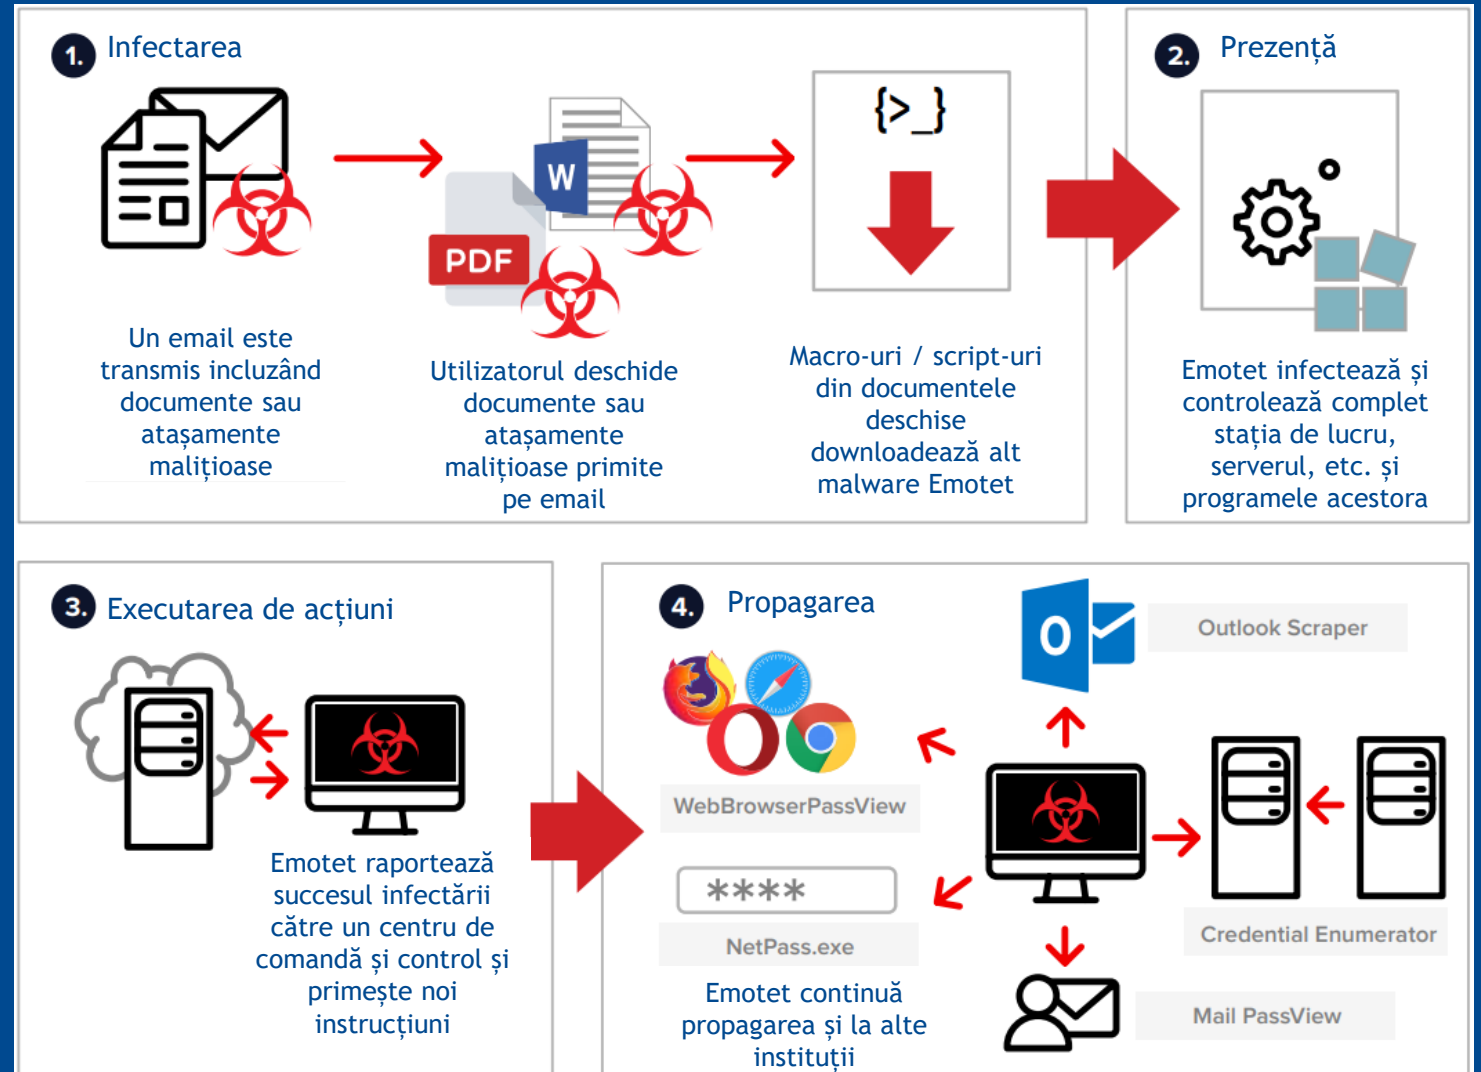 1. Infectarea
W
PDF
{>_}
Un email este
transmis incluzând
documente sau
atașamente
malițioase
Utilizatorul deschide
documente sau
atașamente
malițioase primite
pe email
Macro-uri / script-uri
din documentele
deschise
downloadează alt
malware Emotet
2. Prezență
Emotet infectează și
controlează complet
stația de lucru,
serverul, etc. și
programele acestora
3. Executarea de acțiuni
Emotet raportează
succesul infectării
către un centru de
comandă și control și
primește noi
instrucțiuni
4. Propagarea
O
Outlook Scraper
WebBrowserPassView
****
NetPass.exe
Credential Enumerator
Mail PassView
Emotet continuă
propagarea și la alte
instituții